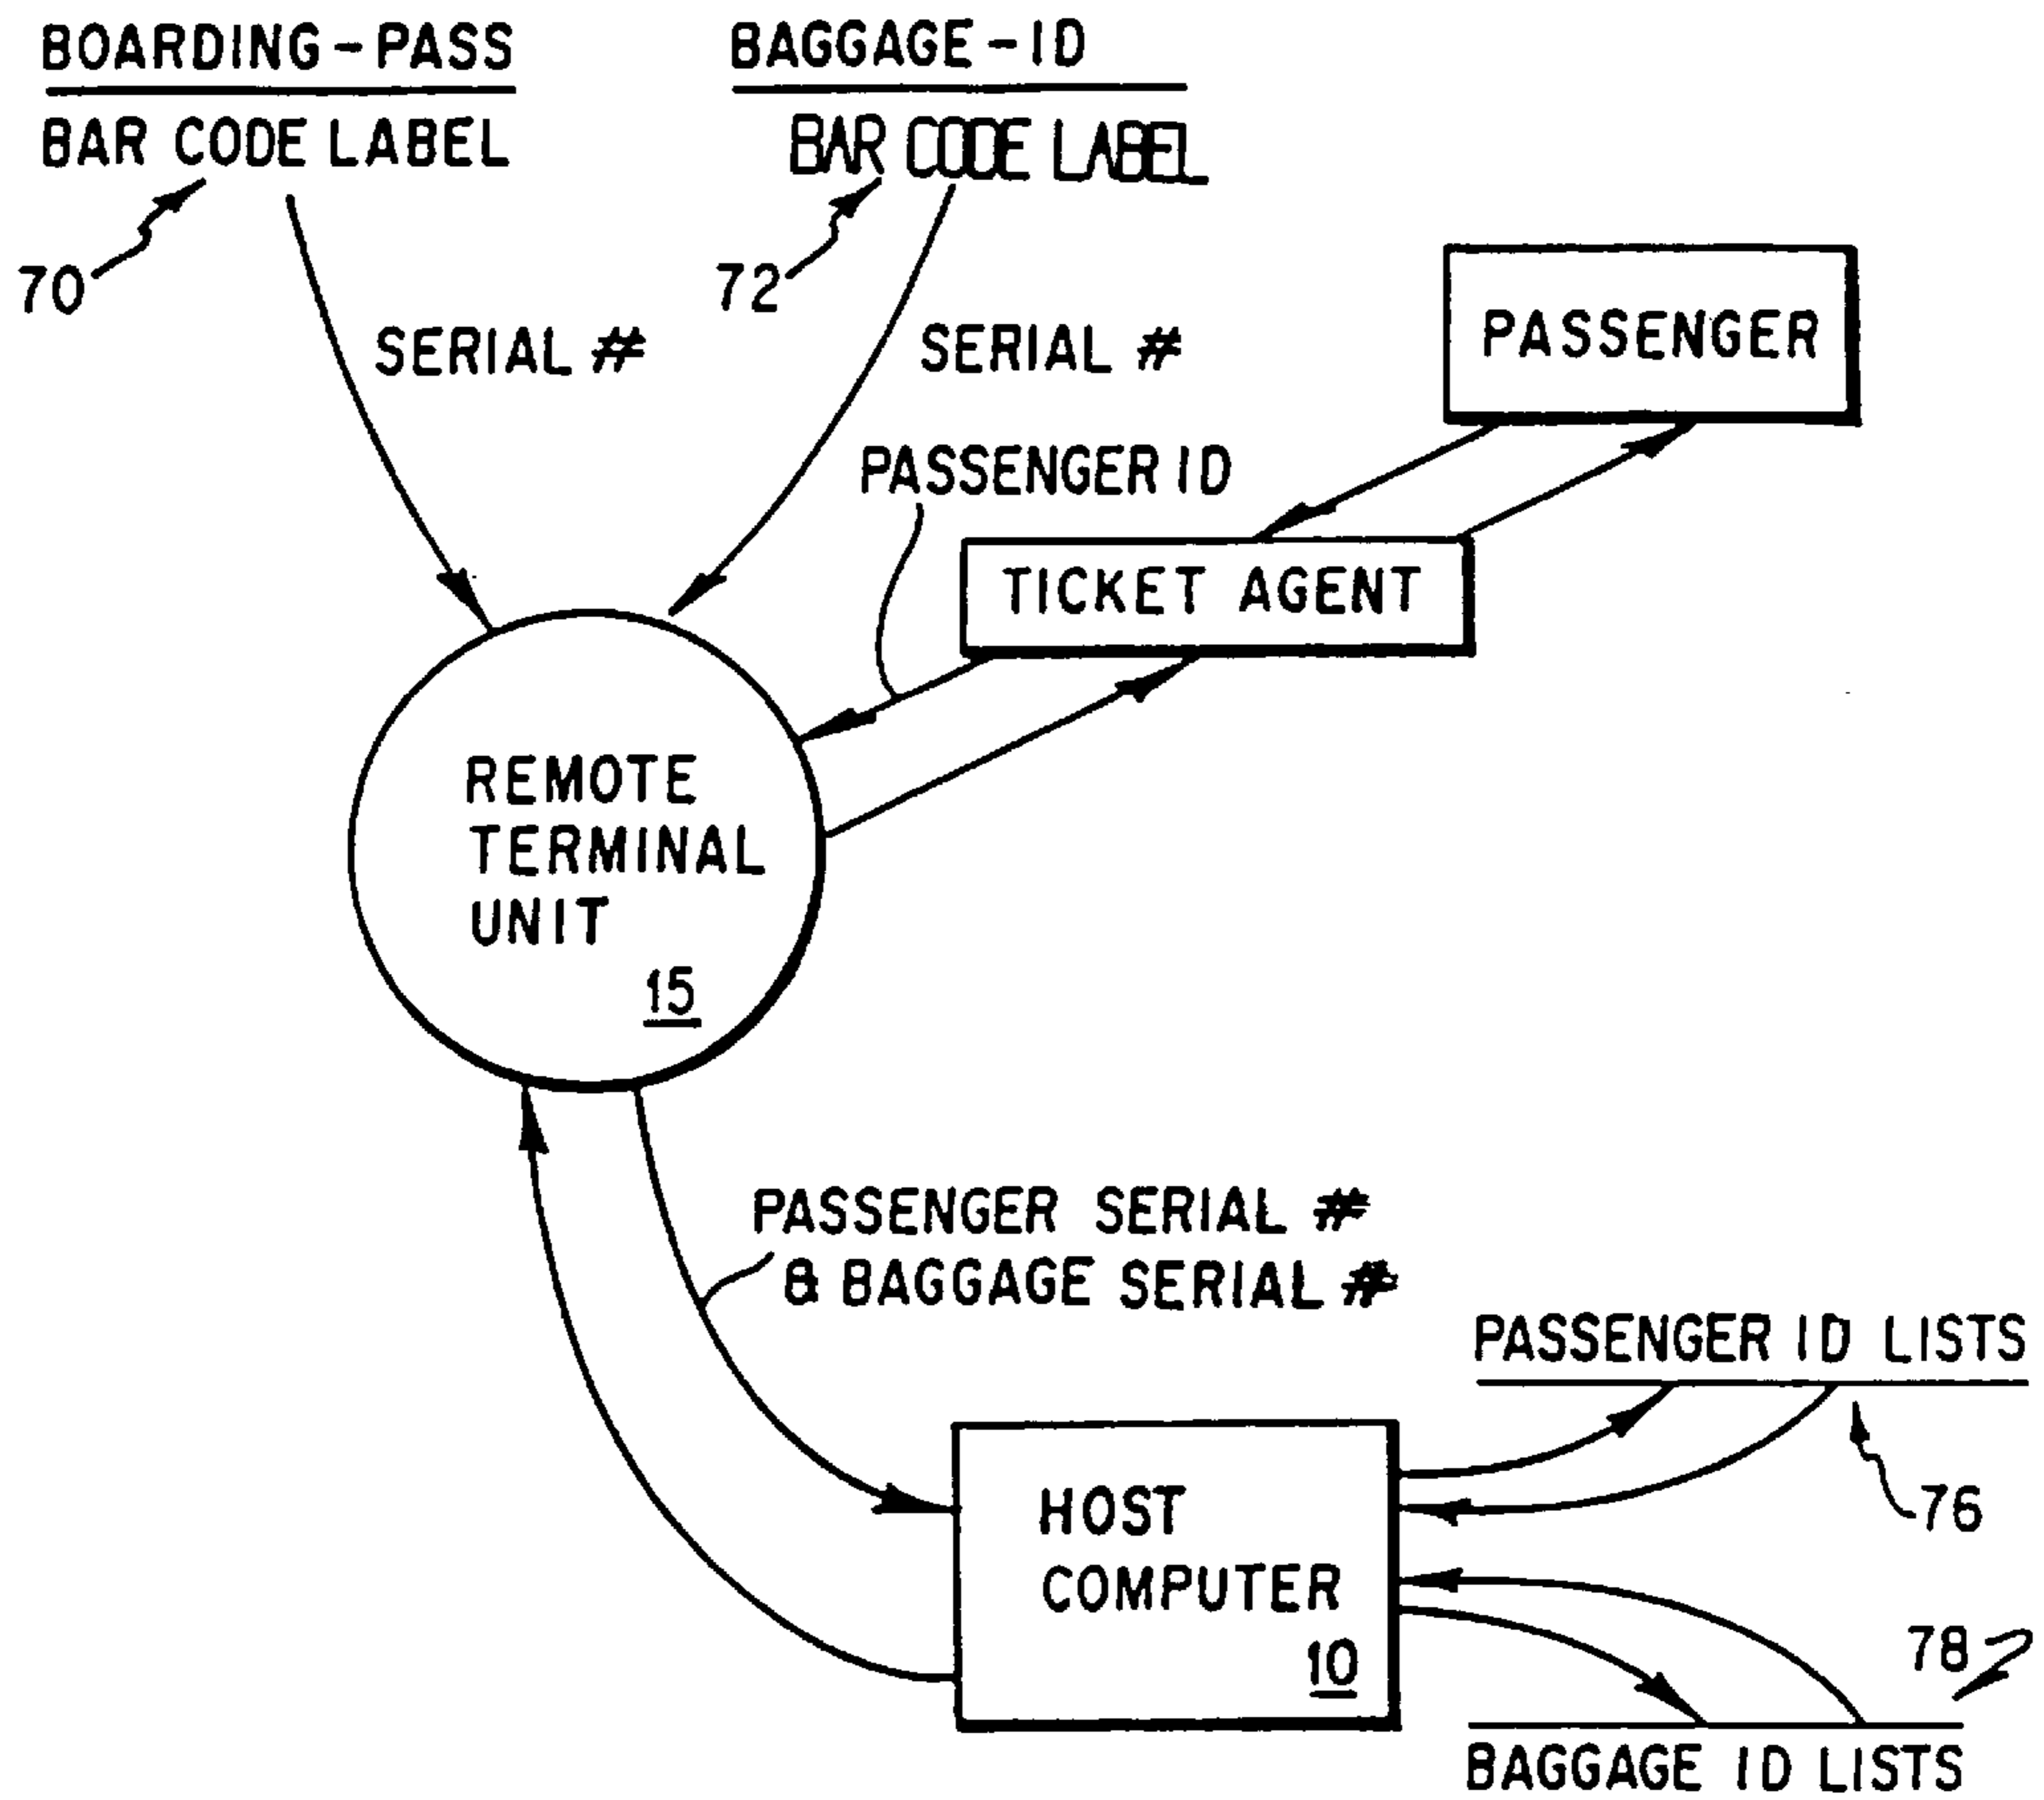 BOARDING-PASS
BAR CODE LABEL
70
BAGGAGE-ID
BAR CODE LABEL
72
SERIAL #
SERIAL #
PASSENGER
PASSENGER ID
TICKET AGENT
REMOTE
TERMINAL
UNIT
15
PASSENGER SERIAL #
& BAGGAGE SERIAL #
PASSENGER ID LISTS
76
HOST
COMPUTER
10
78
BAGGAGE ID LISTS